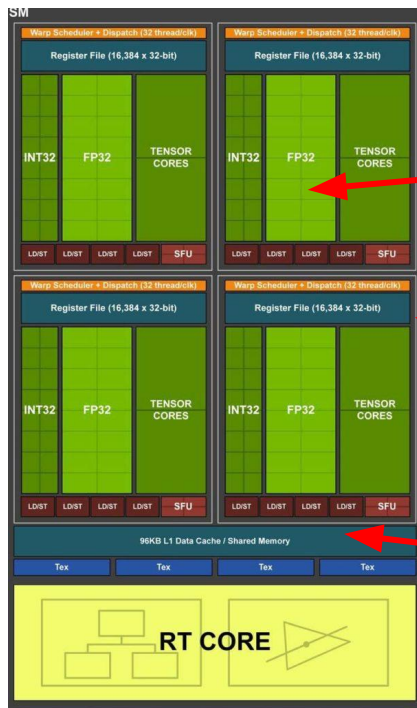 SM
Warp Scheduler + Dispatch (32 thread/clk)
Register File (16,384 x 32-bit)
INT32
FP32
TENSOR
CORES
LD/ST
LD/ST
LD/ST
LD/ST
SFU
Warp Scheduler + Dispatch (32 thread/clk)
Register File (16,384 x 32-bit)
INT32
FP32
TENSOR
CORES
LD/ST
LD/ST
LD/ST
LD/ST
SFU
Warp Scheduler + Dispatch (32 thread/clk)
Register File (16,384 x 32-bit)
INT32
FP32
TENSOR
CORES
LD/ST
LD/ST
LD/ST
LD/ST
SFU
Warp Scheduler + Dispatch (32 thread/clk)
Register File (16,384 x 32-bit)
INT32
FP32
TENSOR
CORES
LD/ST
LD/ST
LD/ST
LD/ST
SFU
96KB L1 Data Cache / Shared Memory
Tex
Tex
Tex
Tex
RT CORE